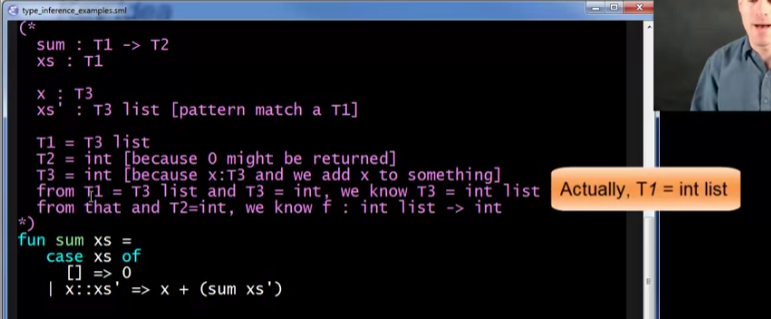 type_inference_examples.sml
(*
sum : T1 -> T2
xs : T1
x : T3
xs' : T3 list [pattern match a T1]
T1 = T3 list
T2 = int [because 0 might be returned]
T3 = int [because x:T3 and we add x to something]
from T1 = T3 list and T3 = int, we know T3 = int list
from that and T2=int, we know f : int list -> int
*)
Actually, T1 = int list
fun sum xs =
case xs of
[] => 0
| x::xs' => x + (sum xs')